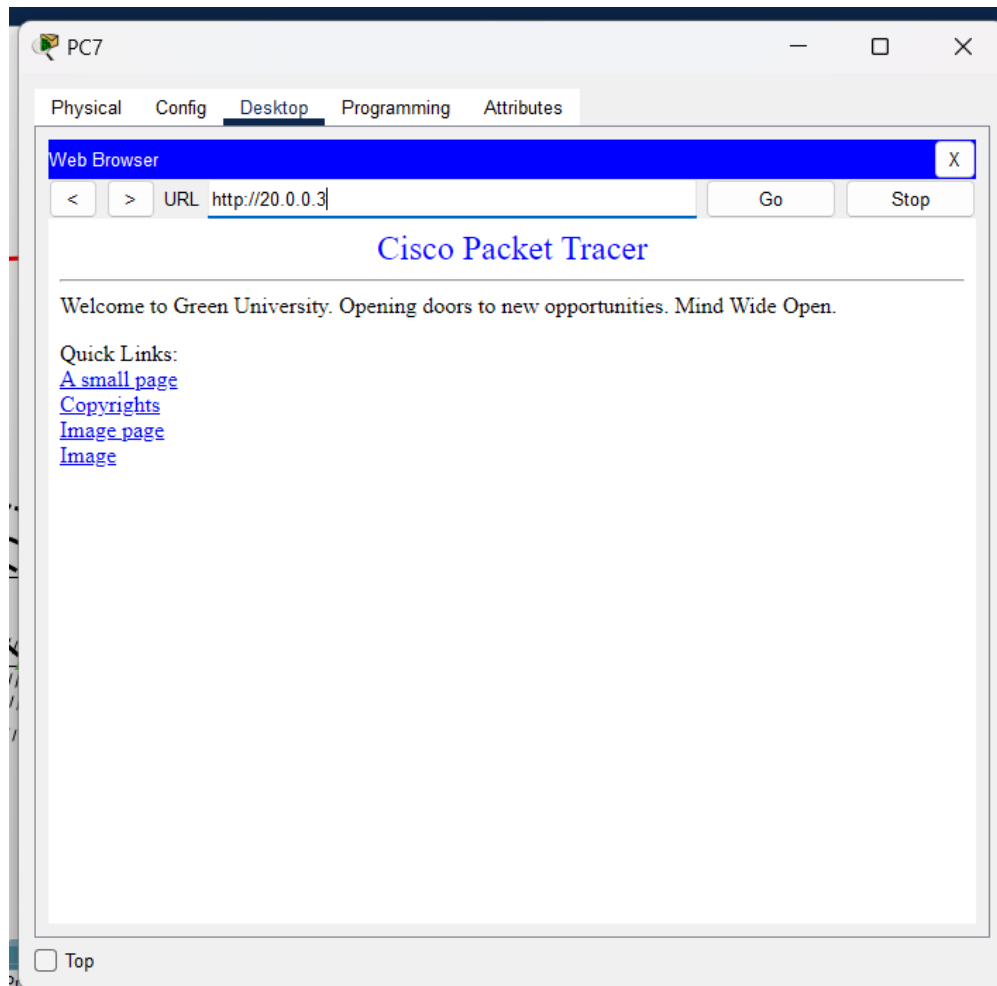 PC7
Physical Config Desktop Programming Attributes
Web Browser X
< > URL http://20.0.0.3 Go Stop
Cisco Packet Tracer
Welcome to Green University. Opening doors to new opportunities. Mind Wide Open.
Quick Links:
A small page
Copyrights
Image page
Image
Top